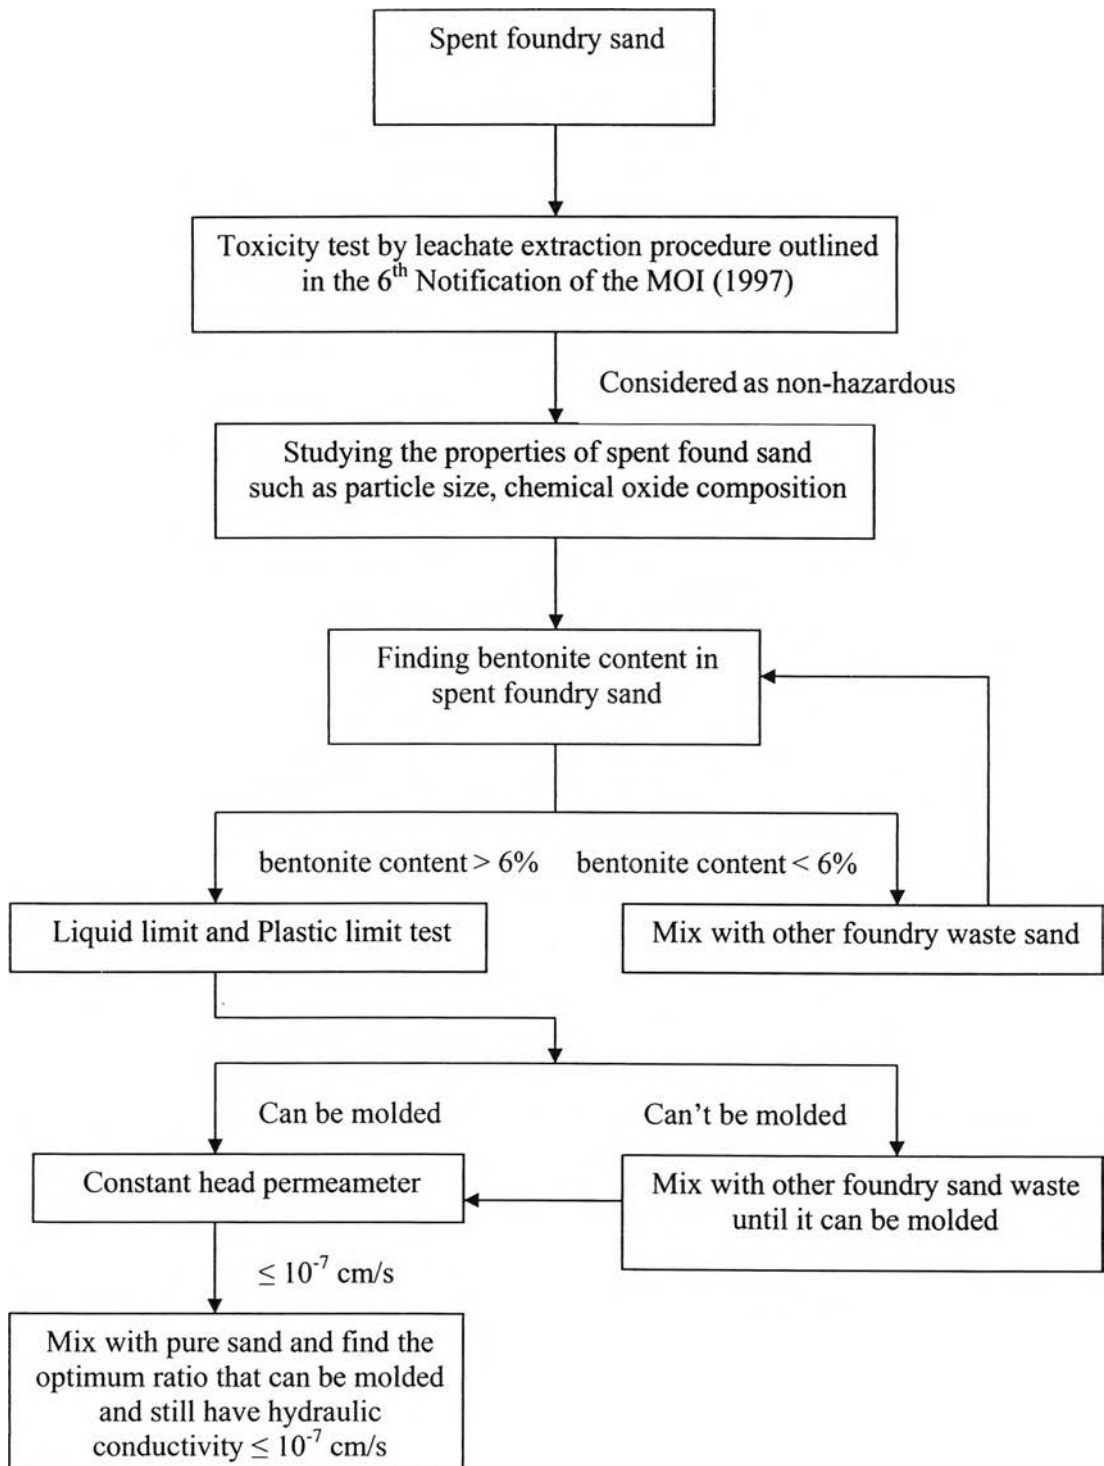 Spent foundry sand
Toxicity test by leachate extraction procedure outlined
in the 6th Notification of the MOI (1997)
Considered as non-hazardous
Studying the properties of spent found sand
such as particle size, chemical oxide composition
Finding bentonite content in
spent foundry sand
bentonite content > 6%
bentonite content < 6%
Liquid limit and Plastic limit test
Mix with other foundry waste sand
Can be molded
Can't be molded
Constant head permeameter
Mix with other foundry sand waste
until it can be molded
≤ 10-7 cm/s
Mix with pure sand and find the
optimum ratio that can be molded
and still have hydraulic
conductivity ≤ 10-7 cm/s